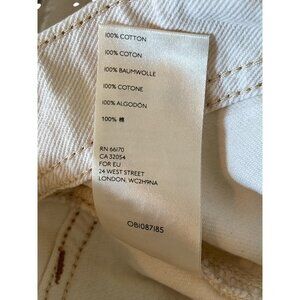 100% COTTON
100% COTON
100% BAUMWOLLE
100% COTONE
100% ALGODÓN
100% 棉
RN 66170
CA 32054
FOR EU
24 WEST STREET
LONDON, WC2H9NA
OB1087185